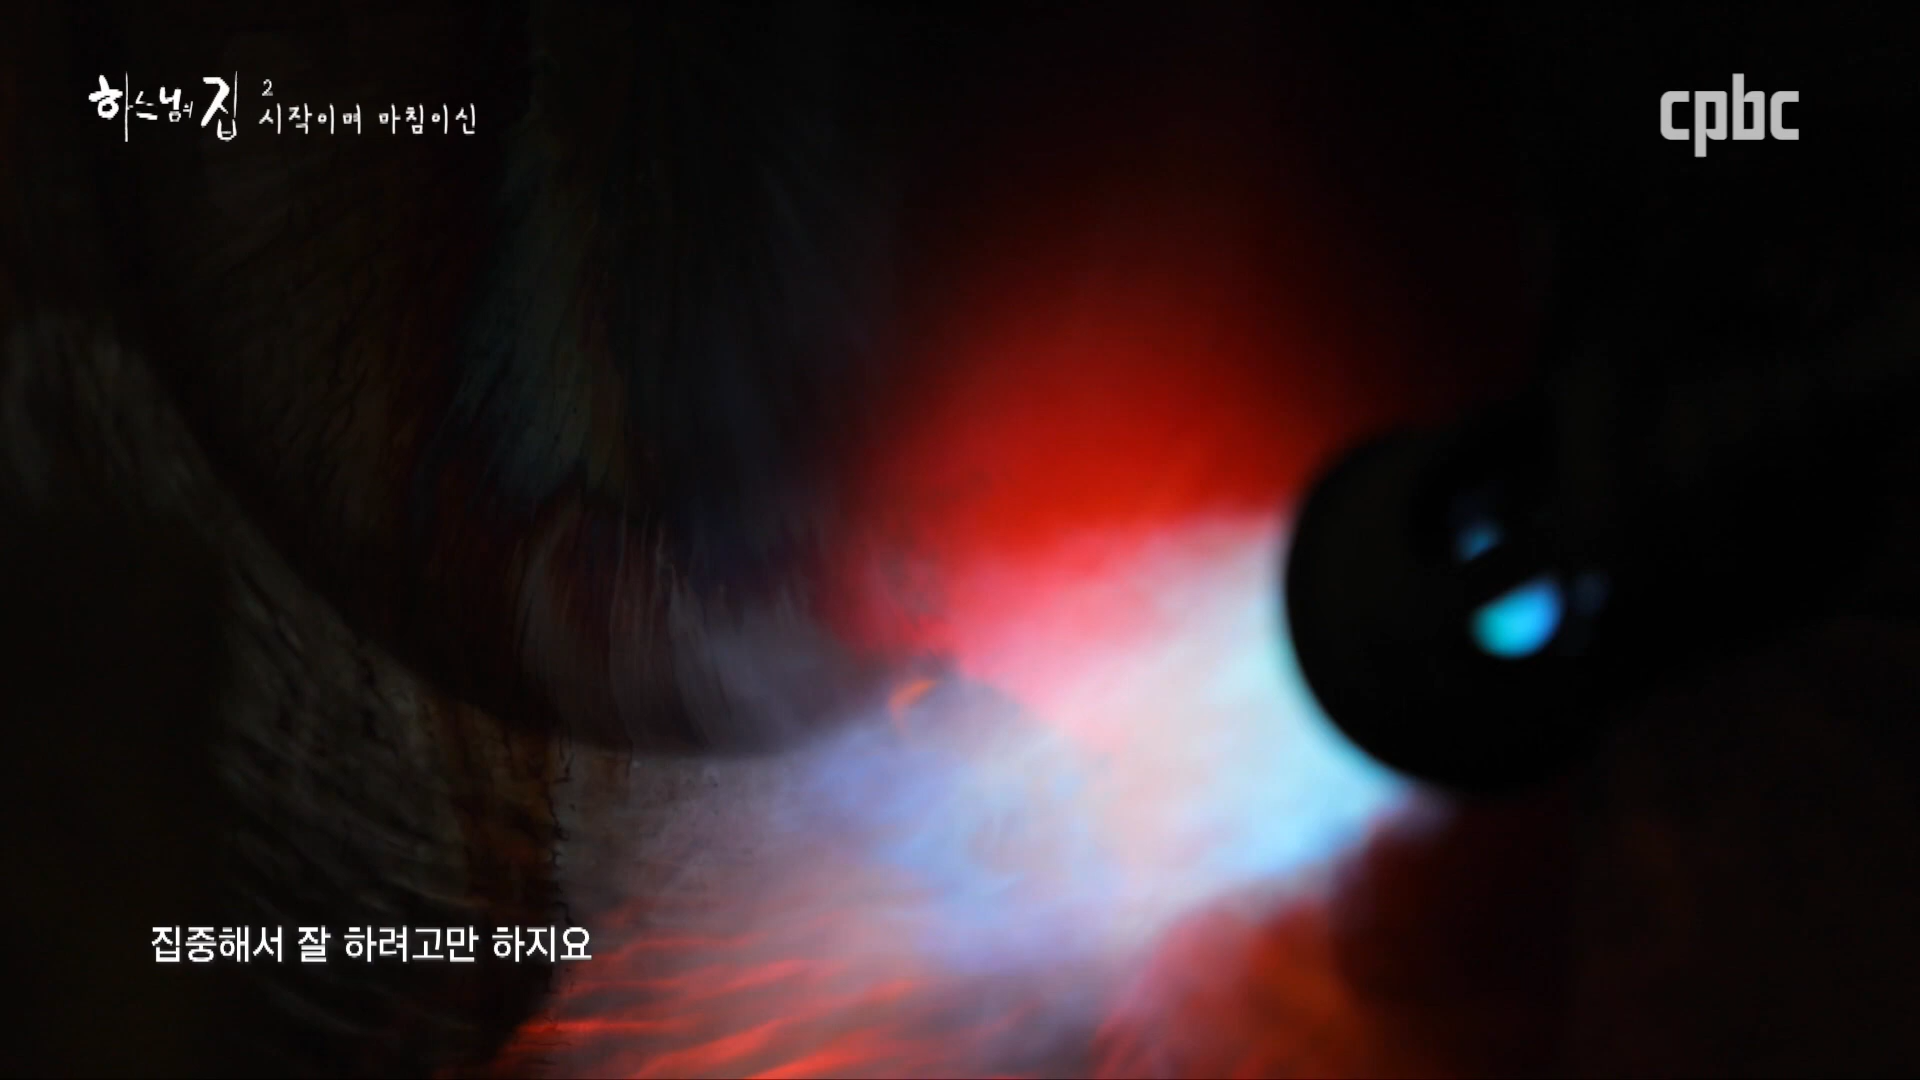 하느님의 집
2
시작이며 마침이신
cpbc
집중해서 잘 하려고만 하지요